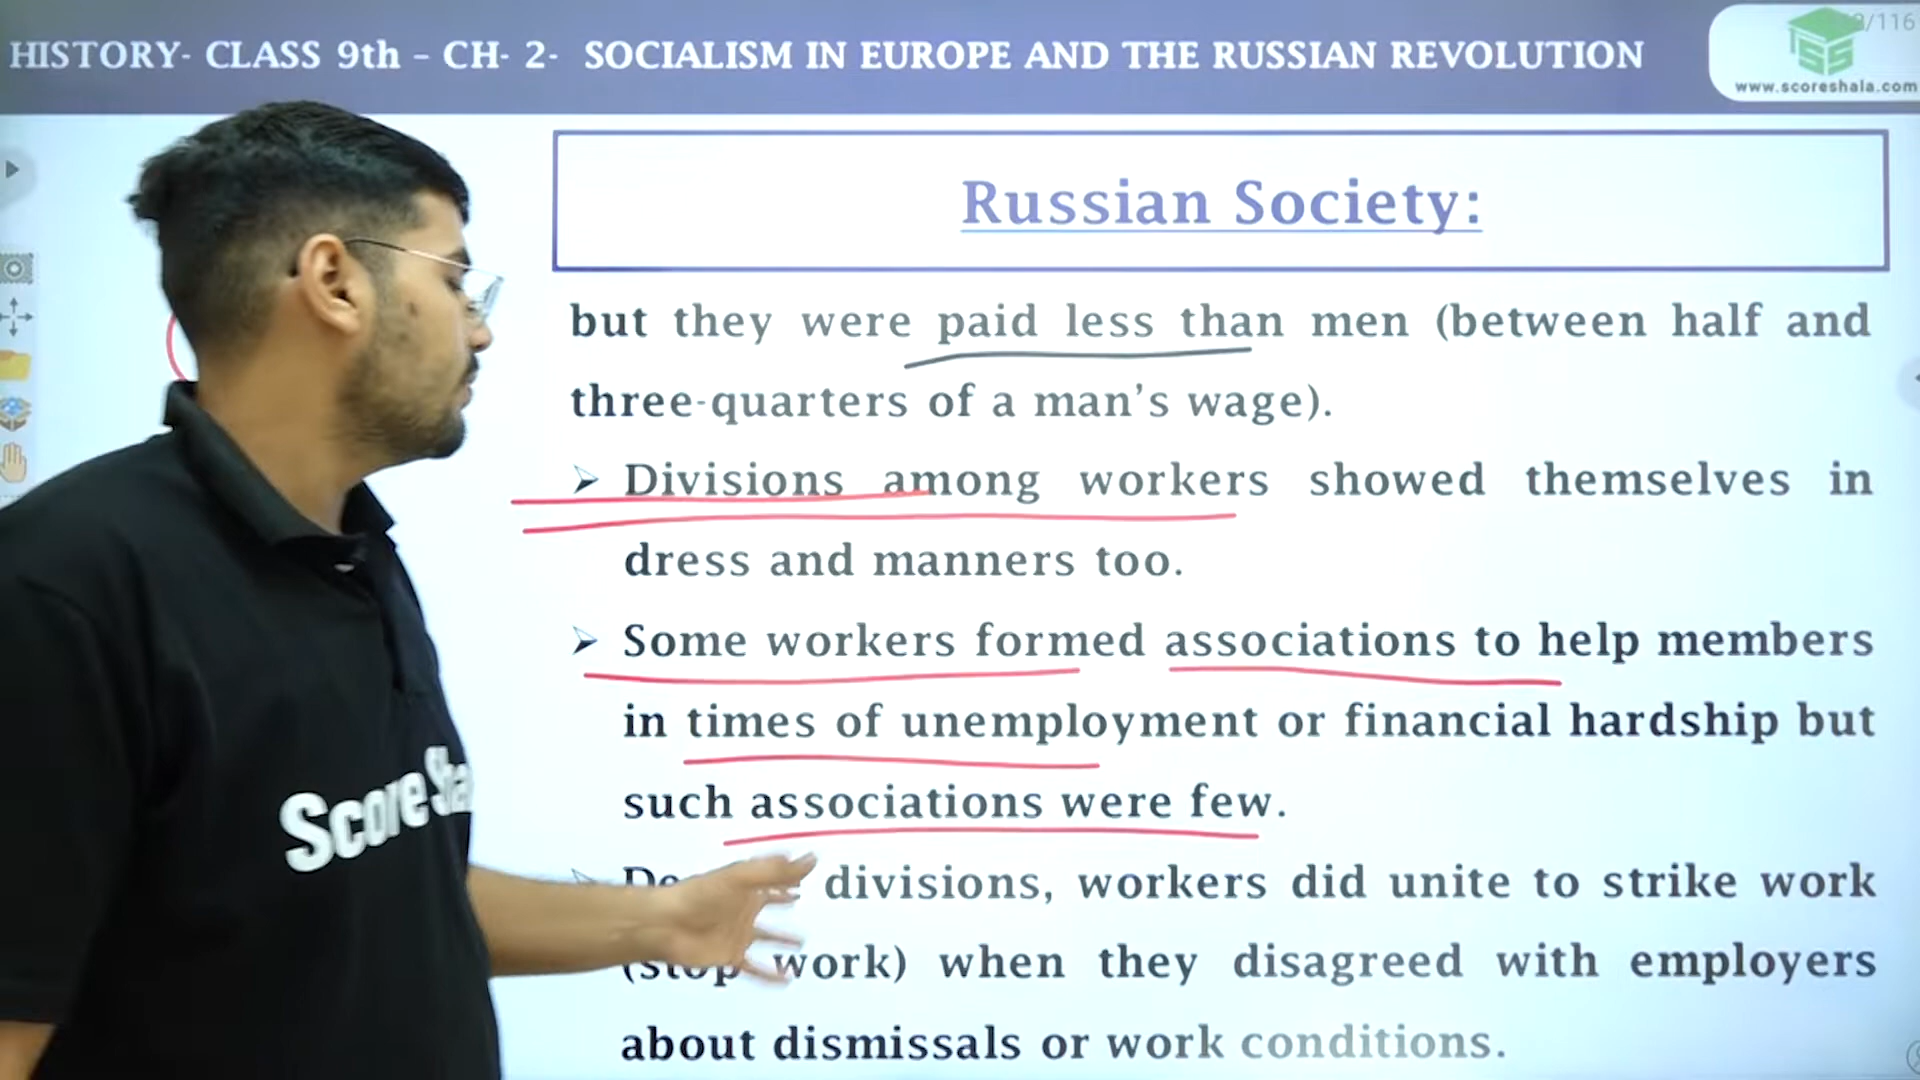 HISTORY- CLASS 9th – CH- 2- SOCIALISM IN EUROPE AND THE RUSSIAN REVOLUTION
/116
SS
www.scoreshala.com
Russian Society:
but they were paid less than men (between half and
three-quarters of a man's wage).
➢ Divisions among workers showed themselves in
dress and manners too.
➢ Some workers formed associations to help members
in times of unemployment or financial hardship but
such associations were few.
divisions, workers did unite to strike work
(stop work) when they disagreed with employers
about dismissals or work conditions.
Score Sha